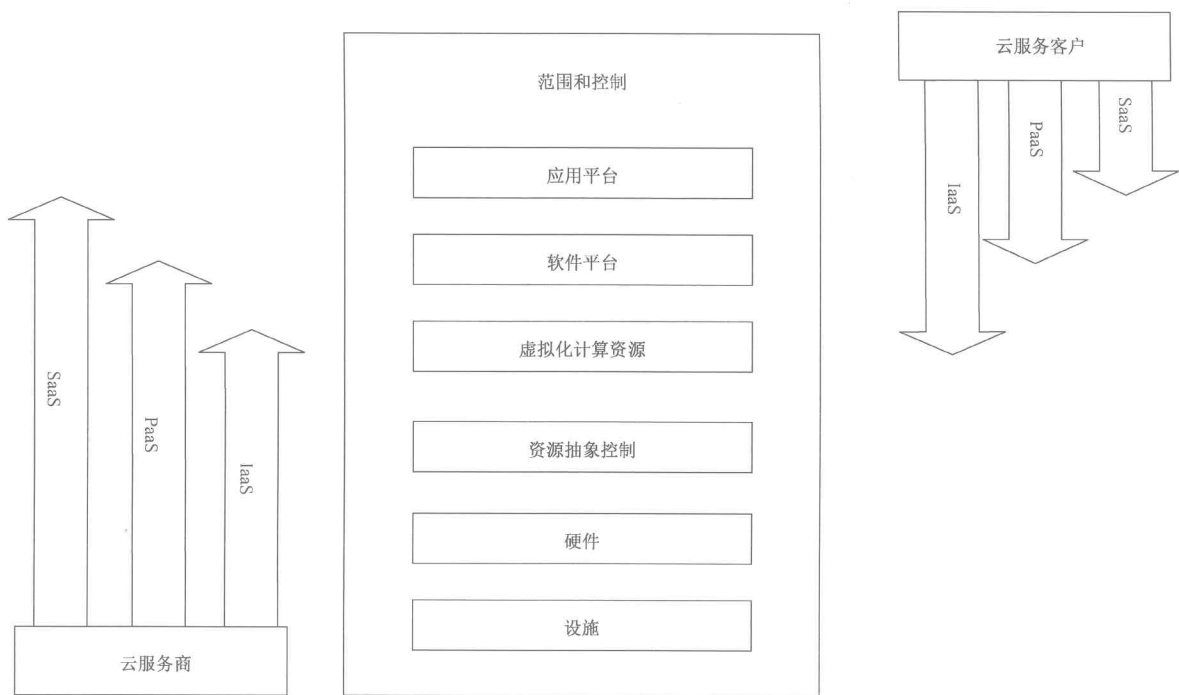 云服务客户
范围和控制
应用平台
软件平台
虚拟化计算资源
资源抽象控制
硬件
设施
SaaS
PaaS
IaaS
云服务商
IaaS
PaaS
SaaS